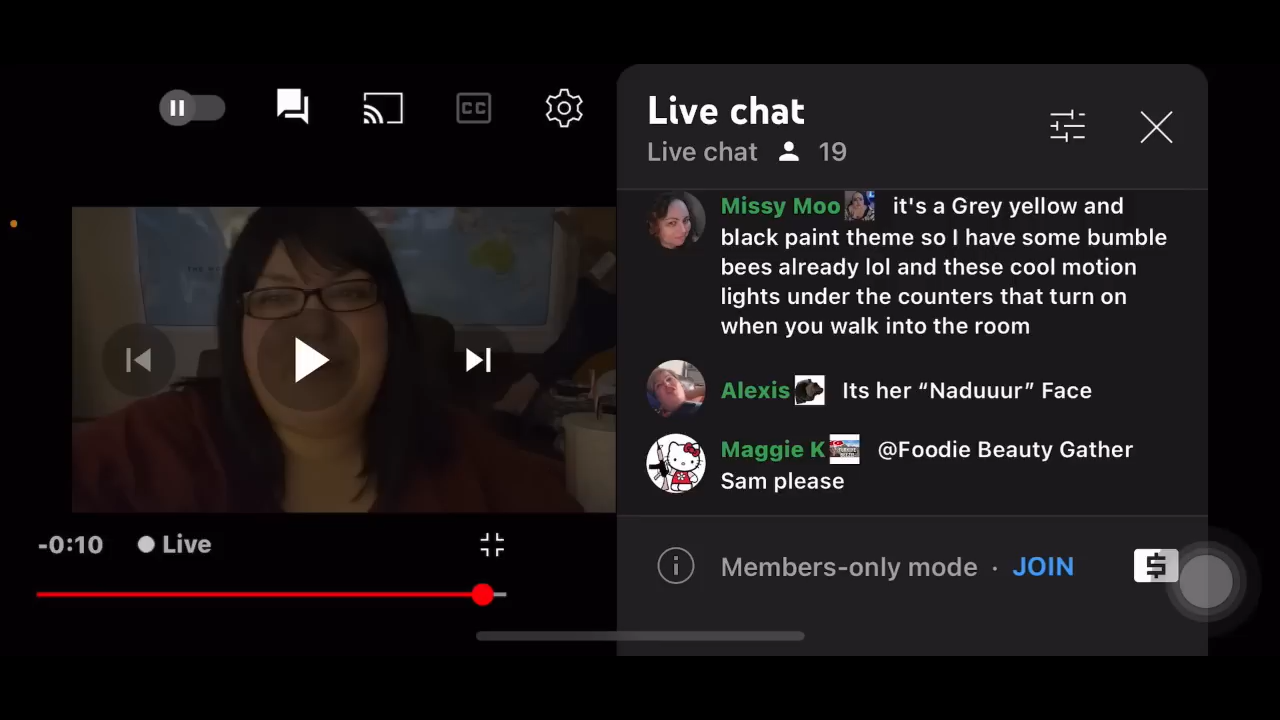 CC
Live chat
Live chat 19
Missy Moo it's a Grey yellow and
black paint theme so I have some bumble
bees already lol and these cool motion
lights under the counters that turn on
when you walk into the room
Alexis Its her “Naduuur” Face
Maggie K @Foodie Beauty Gather
Sam please
-0:10 Live
Members-only mode · JOIN
$